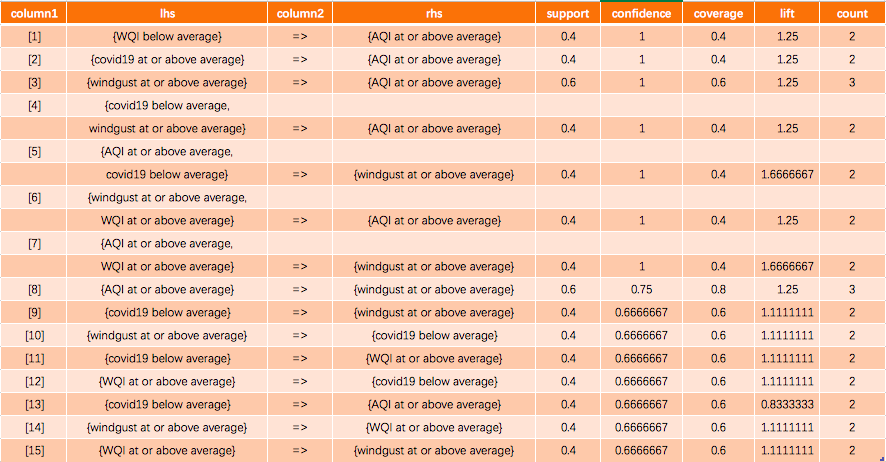 column1 lhs column2 rhs support confidence coverage lift count
[1] {WQI below average} => {AQI at or above average} 0.4 1 0.4 1.25 2
[2] {covid19 at or above average} => {AQI at or above average} 0.4 1 0.4 1.25 2
[3] {windgust at or above average} => {AQI at or above average} 0.6 1 0.6 1.25 3
[4] {covid19 below average,
windgust at or above average} => {AQI at or above average} 0.4 1 0.4 1.25 2
[5] {AQI at or above average,
covid19 below average} => {windgust at or above average} 0.4 1 0.4 1.6666667 2
[6] {windgust at or above average,
WQI at or above average} => {AQI at or above average} 0.4 1 0.4 1.25 2
[7] {AQI at or above average,
WQI at or above average} => {windgust at or above average} 0.4 1 0.4 1.6666667 2
[8] {AQI at or above average} => {windgust at or above average} 0.6 0.75 0.8 1.25 3
[9] {covid19 below average} => {windgust at or above average} 0.4 0.6666667 0.6 1.1111111 2
[10] {windgust at or above average} => {covid19 below average} 0.4 0.6666667 0.6 1.1111111 2
[11] {covid19 below average} => {WQI at or above average} 0.4 0.6666667 0.6 1.1111111 2
[12] {WQI at or above average} => {covid19 below average} 0.4 0.6666667 0.6 1.1111111 2
[13] {covid19 below average} => {AQI at or above average} 0.4 0.6666667 0.6 0.8333333 2
[14] {windgust at or above average} => {WQI at or above average} 0.4 0.6666667 0.6 1.1111111 2
[15] {WQI at or above average} => {windgust at or above average} 0.4 0.6666667 0.6 1.1111111 2